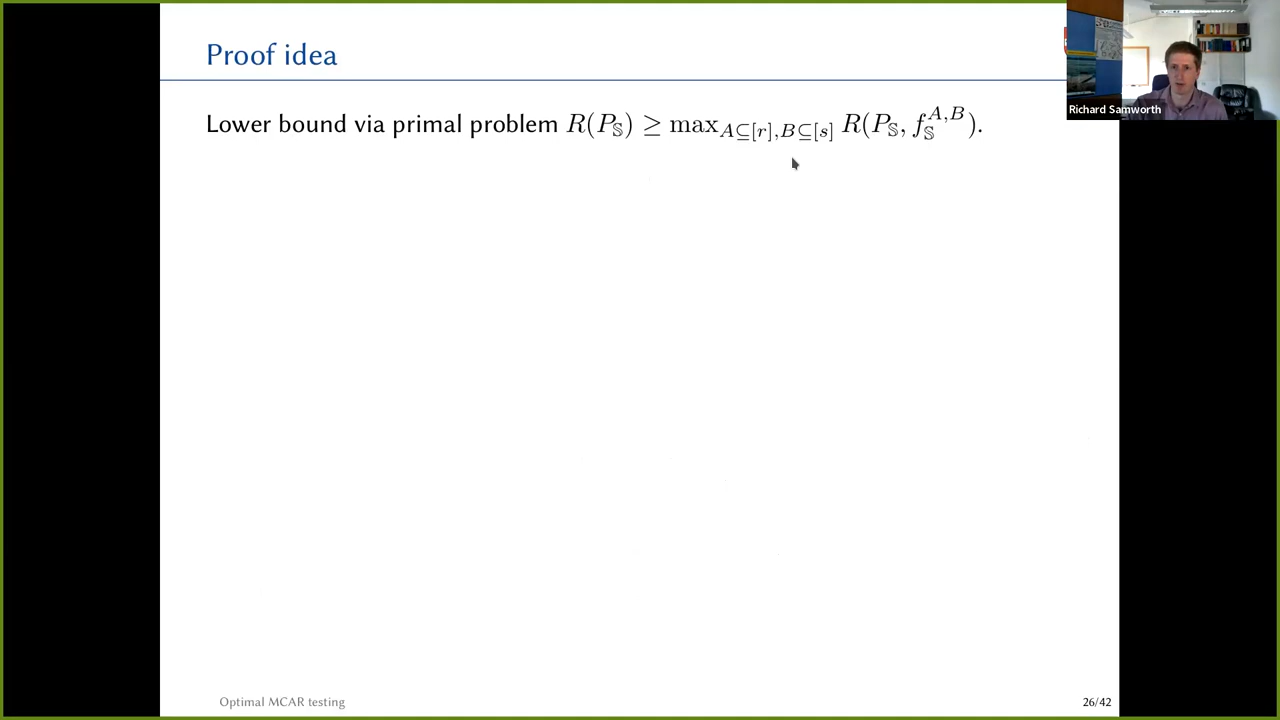 Proof idea
Richard Samworth
Lower bound via primal problem $R(P_{\mathbb{S}}) \geq \max_{A \subseteq [r], B \subseteq [s]} R(P_{\mathbb{S}}, f_{\mathbb{S}}^{A,B})$.
Optimal MCAR testing
26/42